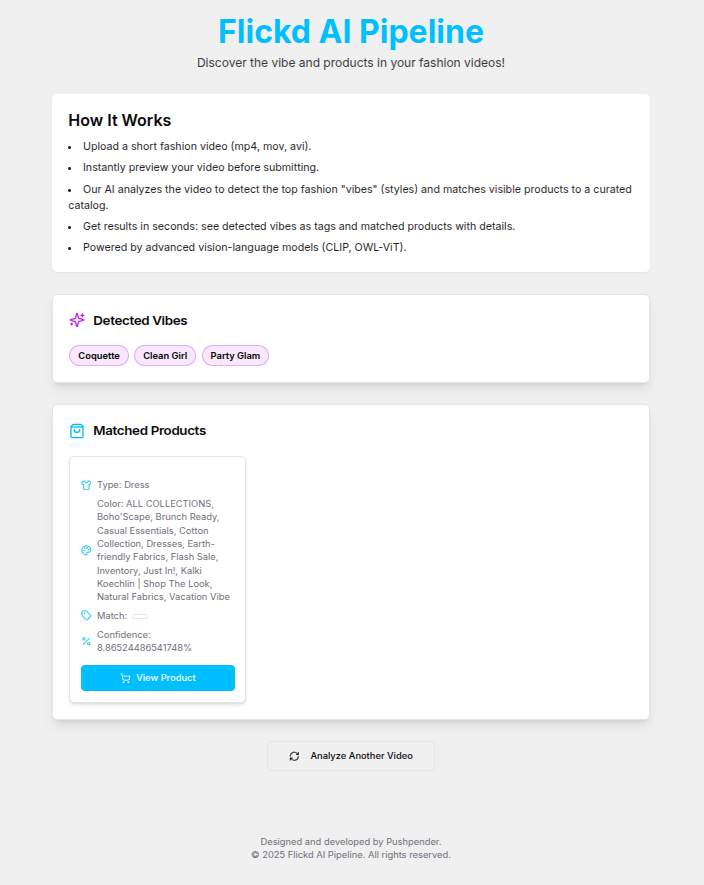 Flickd AI Pipeline
Discover the vibe and products in your fashion videos!
How It Works
• Upload a short fashion video (mp4, mov, avi).
• Instantly preview your video before submitting.
• Our AI analyzes the video to detect the top fashion "vibes" (styles) and matches visible products to a curated
catalog.
• Get results in seconds: see detected vibes as tags and matched products with details.
• Powered by advanced vision-language models (CLIP, OWL-ViT).
Detected Vibes
Coquette Clean Girl Party Glam
Matched Products
Type: Dress
Color: ALL COLLECTIONS,
Boho'Scape, Brunch Ready,
Casual Essentials, Cotton
Collection, Dresses, Earth-
friendly Fabrics, Flash Sale,
Inventory, Just In!, Kalki
Koechlin | Shop The Look,
Natural Fabrics, Vacation Vibe
Match:
Confidence:
8.86524486541748%
View Product
Analyze Another Video
Designed and developed by Pushpender.
© 2025 Flickd AI Pipeline. All rights reserved.